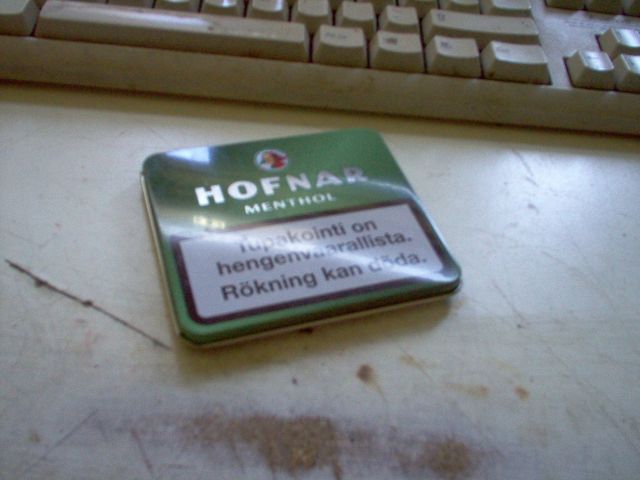 HOFNAR
MENTHOL
Tupakointi on
hengenvaarallista.
Rökning kan döda.